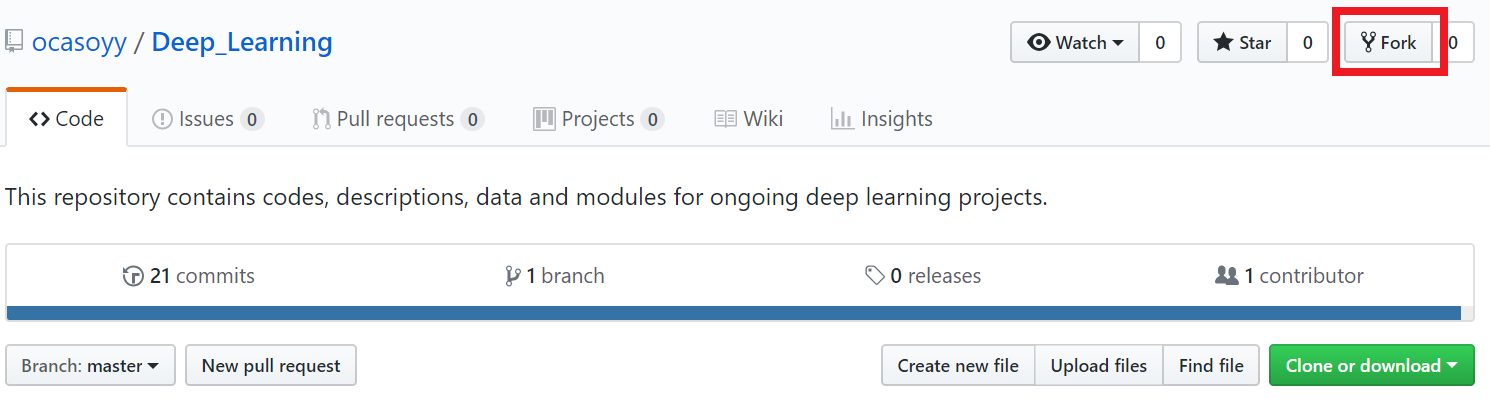 ocasoyy / Deep_Learning
Watch 0 Star 0 Fork 0
Code Issues 0 Pull requests 0 Projects 0 Wiki Insights
This repository contains codes, descriptions, data and modules for ongoing deep learning projects.
21 commits 1 branch 0 releases 1 contributor
Branch: master New pull request Create new file Upload files Find file Clone or download